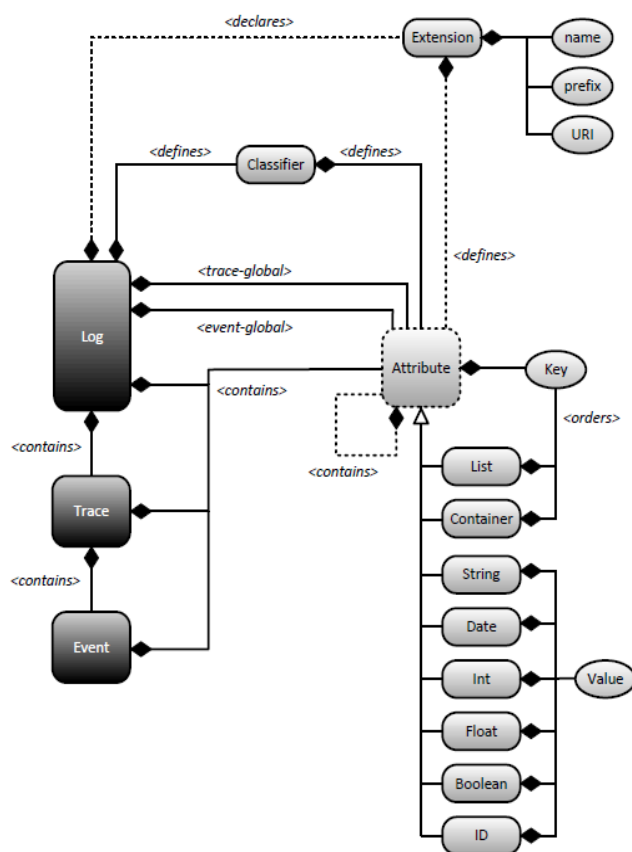 <declares>
Extension
name
prefix
URI
<defines>
Classifier
<defines>
<trace-global>
<defines>
<event-global>
Log
Attribute
Key
<contains>
<orders>
<contains>
<contains>
List
Trace
Container
<contains>
String
Date
Event
Int
Value
Float
Boolean
ID